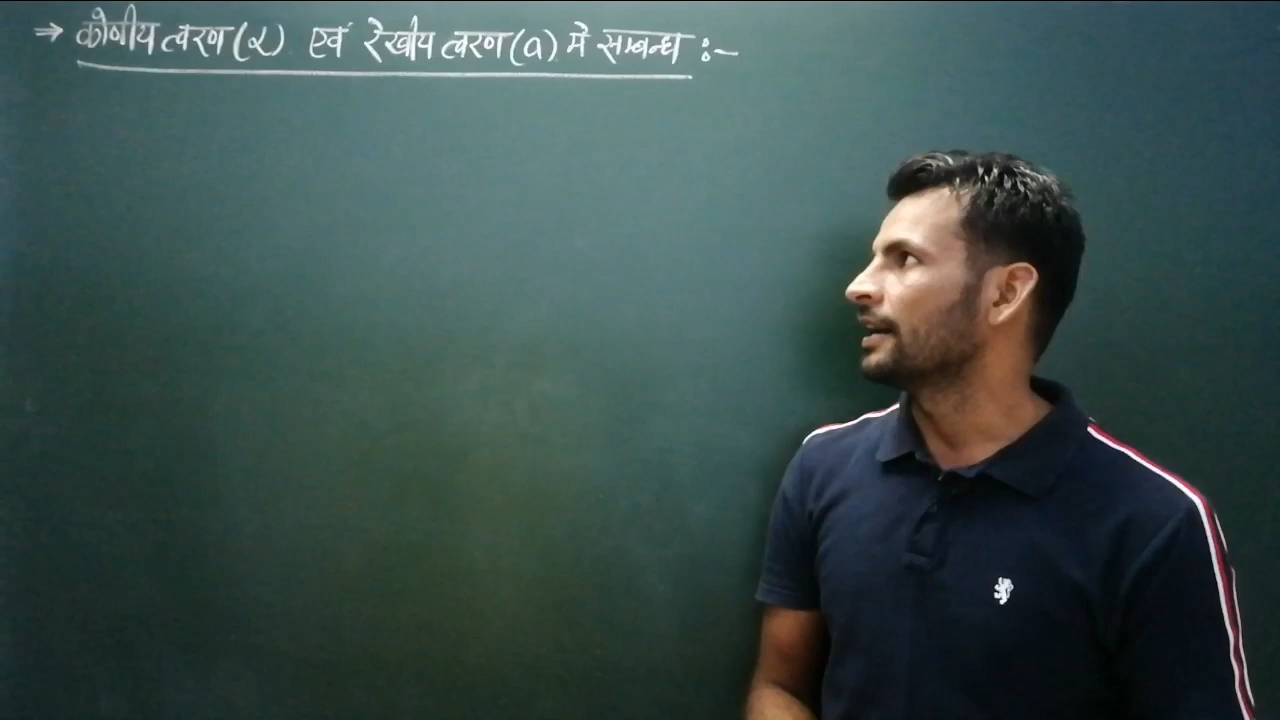 ⇒ कोणीय त्वरण (α) एवं रेखीय त्वरण (a) में सम्बन्ध :-